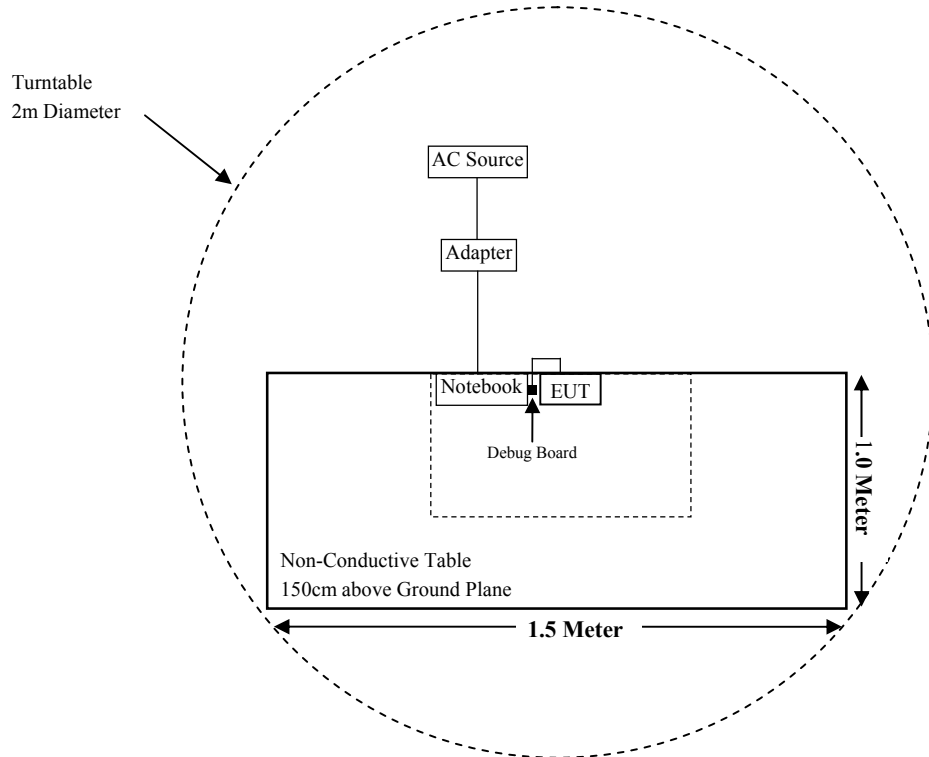 Turntable
2m Diameter
AC Source
Adapter
Notebook
EUT
Debug Board
1.0 Meter
Non-Conductive Table
150cm above Ground Plane
1.5 Meter